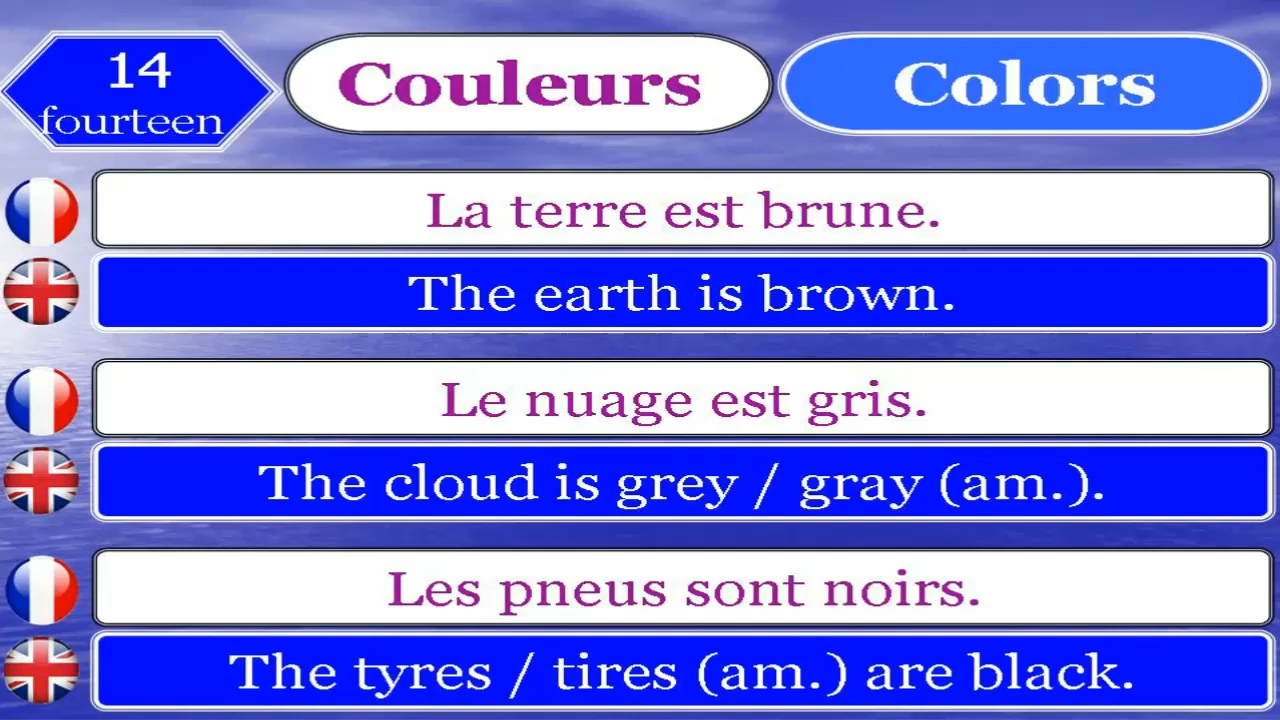 14
fourteen
Couleurs
Colors
La terre est brune.
The earth is brown.
Le nuage est gris.
The cloud is grey / gray (am.).
Les pneus sont noirs.
The tyres / tires (am.) are black.